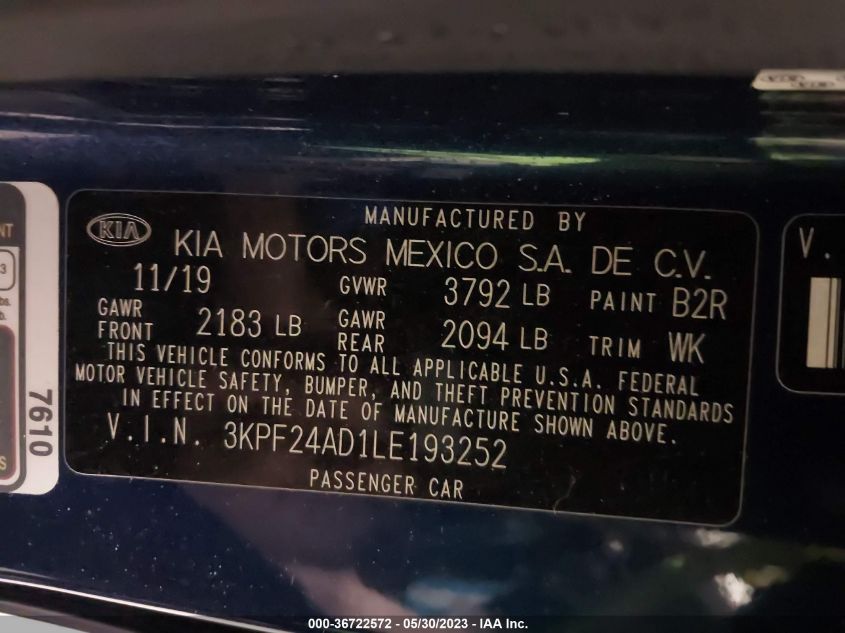 MANUFACTURED BY
KIA KIA MOTORS MEXICO S.A. DE C.V.
11/19 GVWR 3792 LB PAINT B2R
GAWR FRONT 2183 LB GAWR REAR 2094 LB TRIM WK
THIS VEHICLE CONFORMS TO ALL APPLICABLE U.S.A. FEDERAL
MOTOR VEHICLE SAFETY, BUMPER, AND THEFT PREVENTION STANDARDS
IN EFFECT ON THE DATE OF MANUFACTURE SHOWN ABOVE.
V.I.N. 3KPF24AD1LE193252
PASSENGER CAR
7610
V.
000-36722572 - 05/30/2023 - IAA Inc.